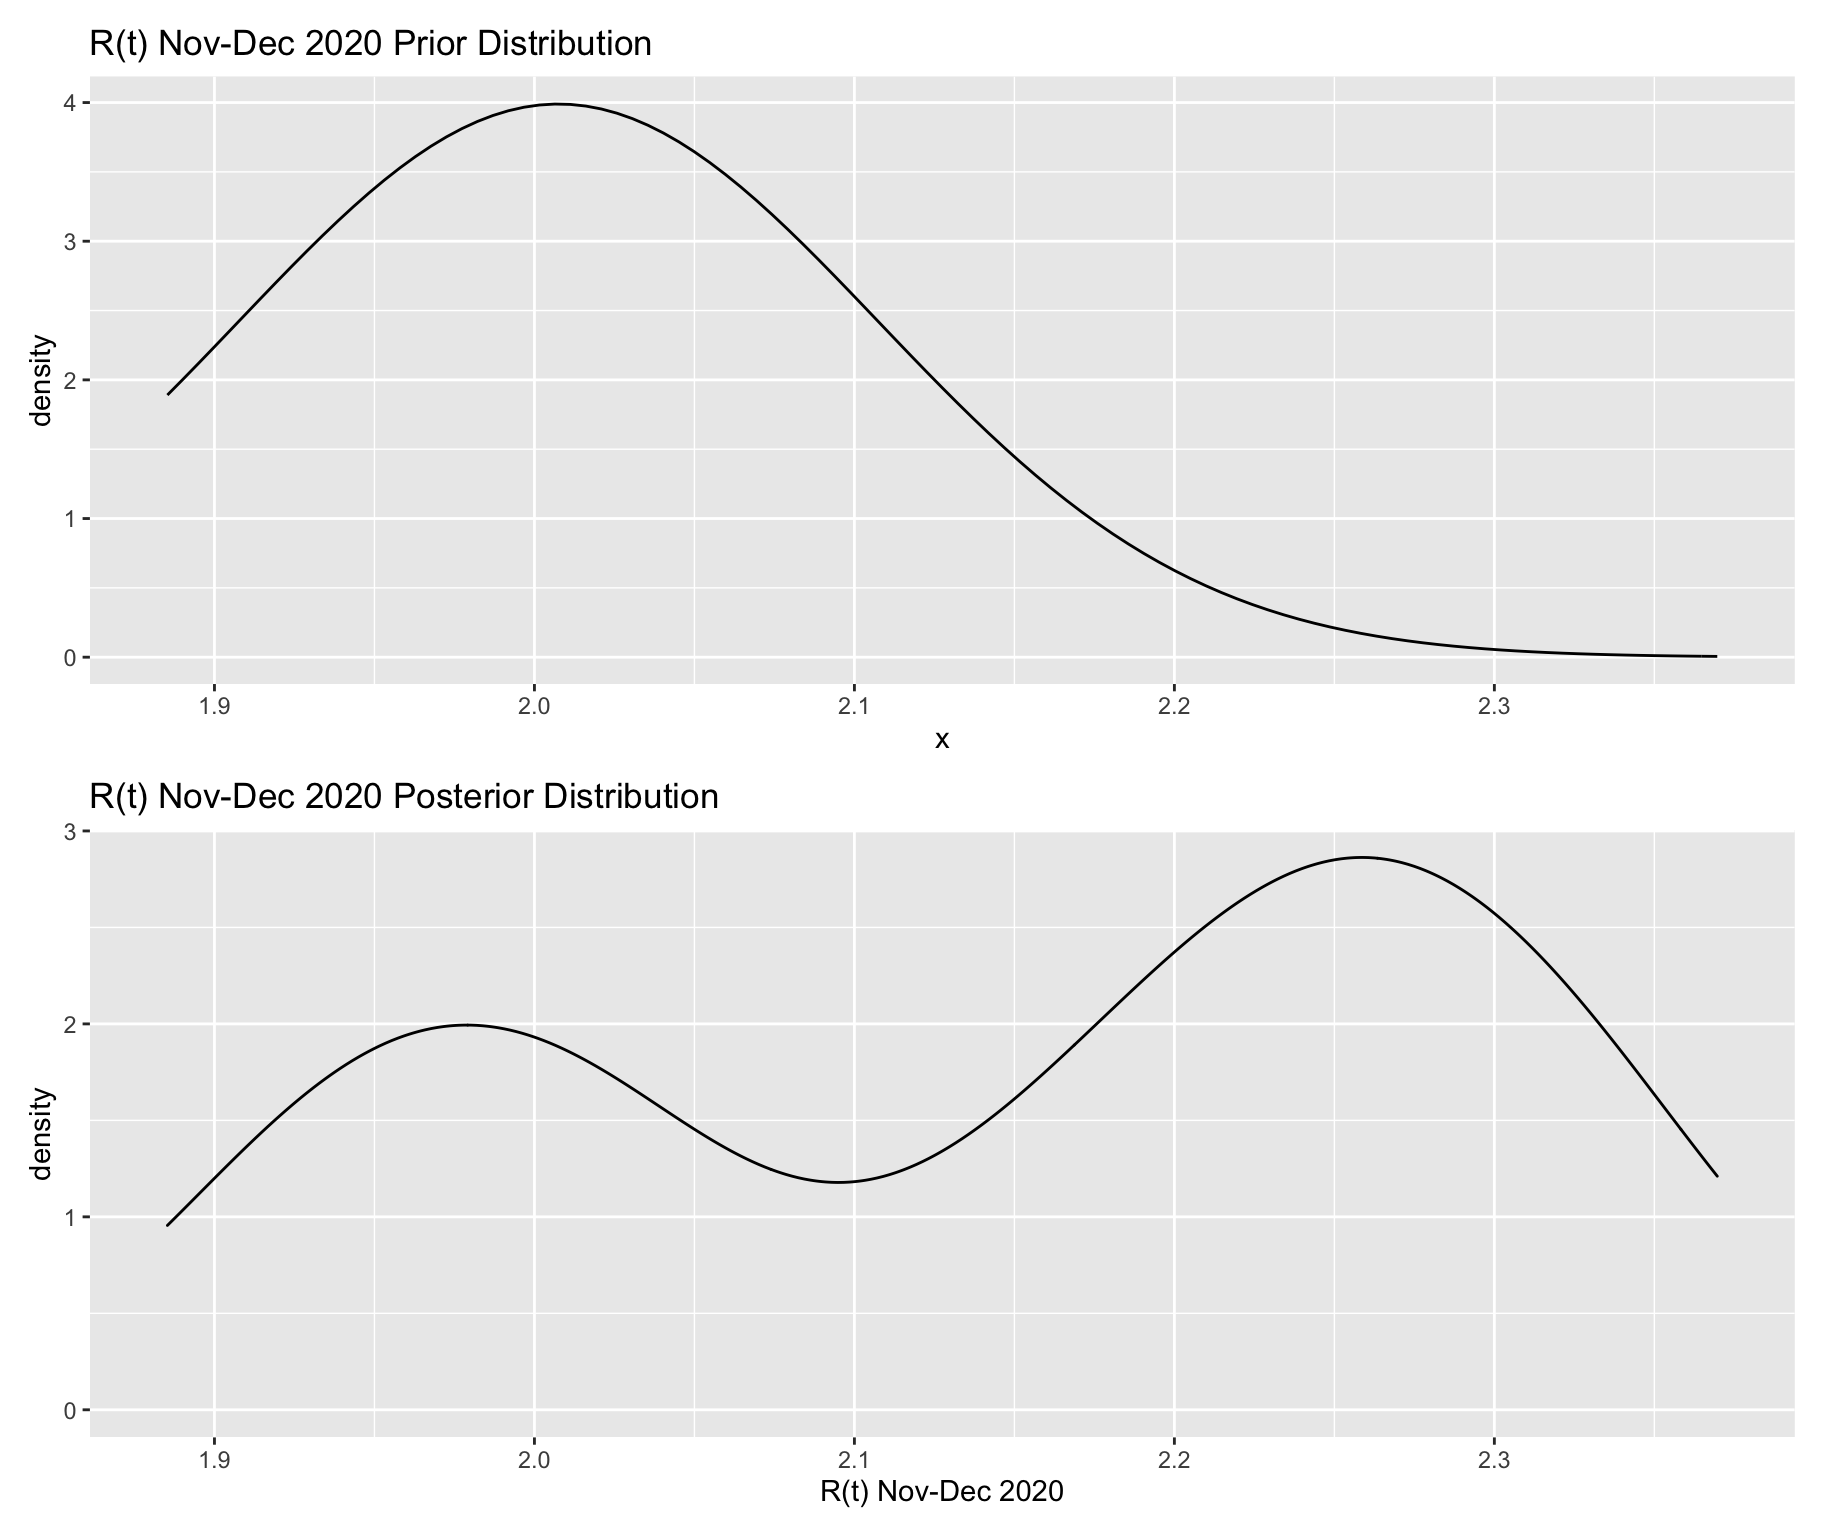 R(t) Nov-Dec 2020 Prior Distribution
4
3
2
1
0
density
1.9 2.0 2.1 2.2 2.3
x
R(t) Nov-Dec 2020 Posterior Distribution
3
2
1
0
density
1.9 2.0 2.1 2.2 2.3
R(t) Nov-Dec 2020